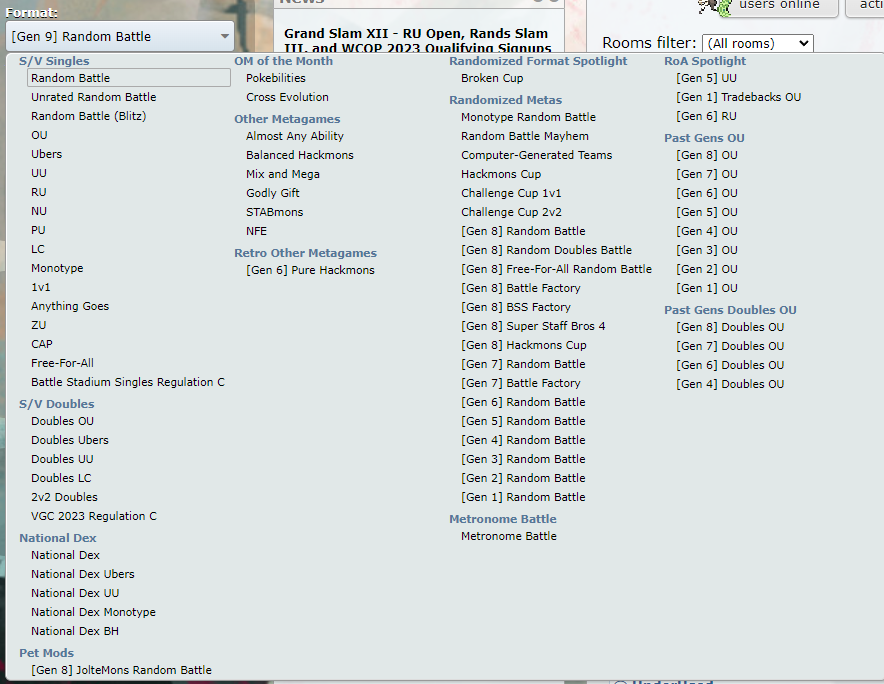 Format:
[Gen 9] Random Battle
News
Grand Slam XII - RU Open, Rands Slam
III, and WCOP 2023 Qualifying Signups
users online
Rooms filter: (All rooms)
S/V Singles
Random Battle
Unrated Random Battle
Random Battle (Blitz)
OU
Ubers
UU
RU
NU
PU
LC
Monotype
1v1
Anything Goes
ZU
CAP
Free-For-All
Battle Stadium Singles Regulation C
S/V Doubles
Doubles OU
Doubles Ubers
Doubles UU
Doubles LC
2v2 Doubles
VGC 2023 Regulation C
National Dex
National Dex
National Dex Ubers
National Dex UU
National Dex Monotype
National Dex BH
Pet Mods
[Gen 8] JolteMons Random Battle
OM of the Month
Pokebilities
Cross Evolution
Other Metagames
Almost Any Ability
Balanced Hackmons
Mix and Mega
Godly Gift
STABmons
NFE
Retro Other Metagames
[Gen 6] Pure Hackmons
Randomized Format Spotlight
Broken Cup
Randomized Metas
Monotype Random Battle
Random Battle Mayhem
Computer-Generated Teams
Hackmons Cup
Challenge Cup 1v1
Challenge Cup 2v2
[Gen 8] Random Battle
[Gen 8] Random Doubles Battle
[Gen 8] Free-For-All Random Battle
[Gen 8] Battle Factory
[Gen 8] BSS Factory
[Gen 8] Super Staff Bros 4
[Gen 8] Hackmons Cup
[Gen 7] Random Battle
[Gen 7] Battle Factory
[Gen 6] Random Battle
[Gen 5] Random Battle
[Gen 4] Random Battle
[Gen 3] Random Battle
[Gen 2] Random Battle
[Gen 1] Random Battle
Metronome Battle
Metronome Battle
RoA Spotlight
[Gen 5] UU
[Gen 1] Tradebacks OU
[Gen 6] RU
Past Gens OU
[Gen 8] OU
[Gen 7] OU
[Gen 6] OU
[Gen 5] OU
[Gen 4] OU
[Gen 3] OU
[Gen 2] OU
[Gen 1] OU
Past Gens Doubles OU
[Gen 8] Doubles OU
[Gen 7] Doubles OU
[Gen 6] Doubles OU
[Gen 4] Doubles OU